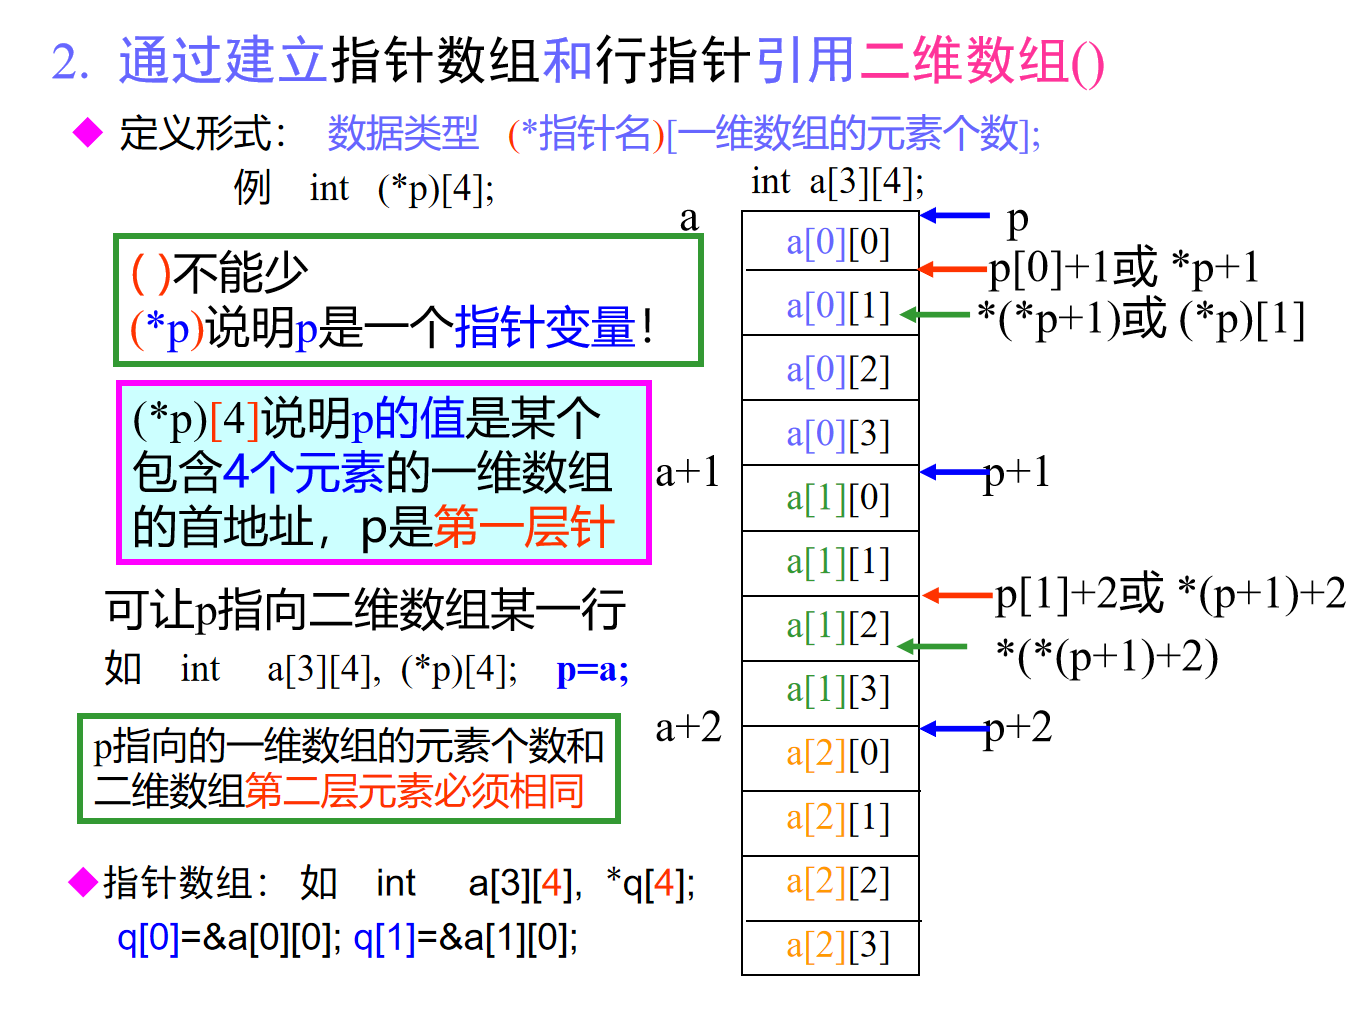 2. 通过建立指针数组和行指针引用二维数组()
定义形式： 数据类型 (*指针名)[一维数组的元素个数];
例 int (*p)[4];
( )不能少
(*p)说明p是一个指针变量！
(*p)[4]说明p的值是某个
包含4个元素的一维数组
的首地址，p是第一层针
可让p指向二维数组某一行
如 int a[3][4], (*p)[4]; p=a;
p指向的一维数组的元素个数和
二维数组第二层元素必须相同
指针数组： 如 int a[3][4], *q[4];
q[0]=&a[0][0]; q[1]=&a[1][0];
int a[3][4];
a
a+1
a+2
a[0][0]
a[0][1]
a[0][2]
a[0][3]
a[1][0]
a[1][1]
a[1][2]
a[1][3]
a[2][0]
a[2][1]
a[2][2]
a[2][3]
p
p[0]+1或 *p+1
*(*p+1)或 (*p)[1]
p+1
p[1]+2或 *(p+1)+2
*(*(p+1)+2)
p+2